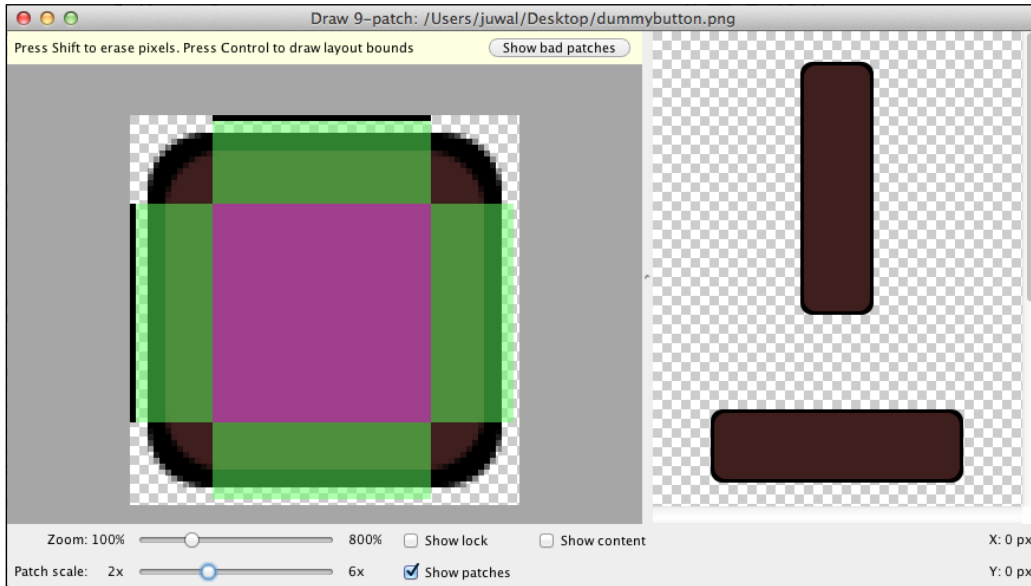 Draw 9-patch: /Users/juwal/Desktop/dummybutton.png
Press Shift to erase pixels. Press Control to draw layout bounds
Show bad patches
Zoom: 100% 800% Show lock Show content X: 0 px
Patch scale: 2x 6x Show patches Y: 0 px